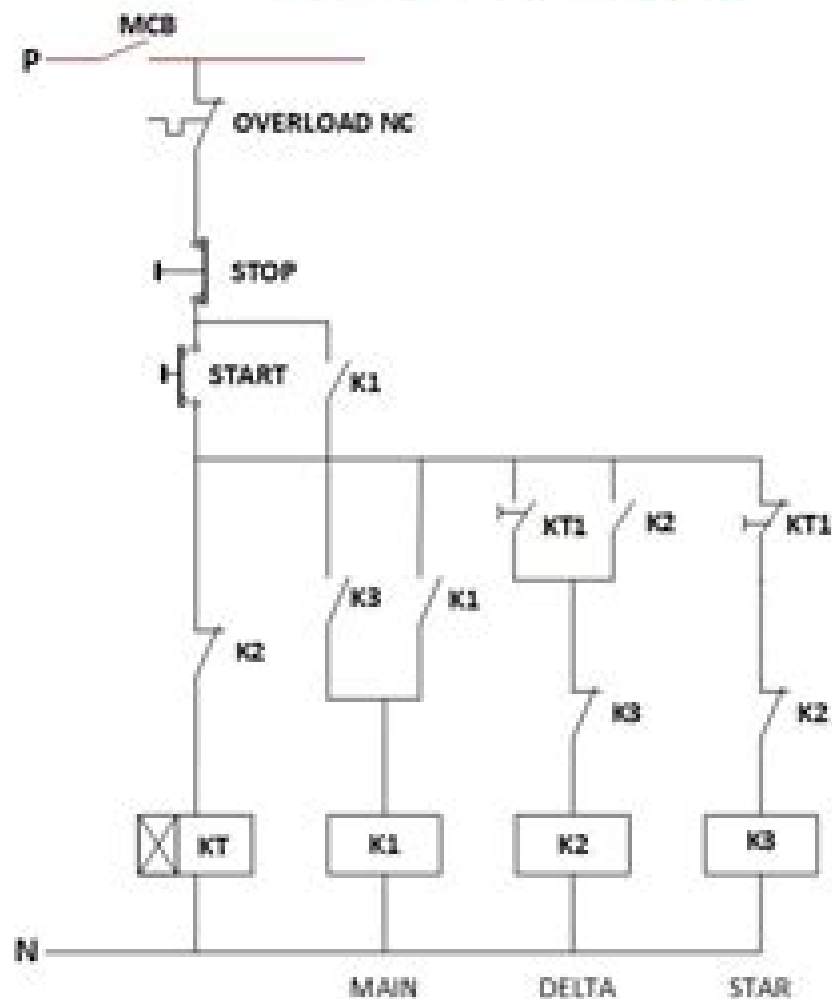 MCB
P
OVERLOAD NC
STOP
START
K1
KT1
K2
KT1
K3
K1
K2
K3
K2
KT
K1
K2
K3
N
MAIN
DELTA
STAR